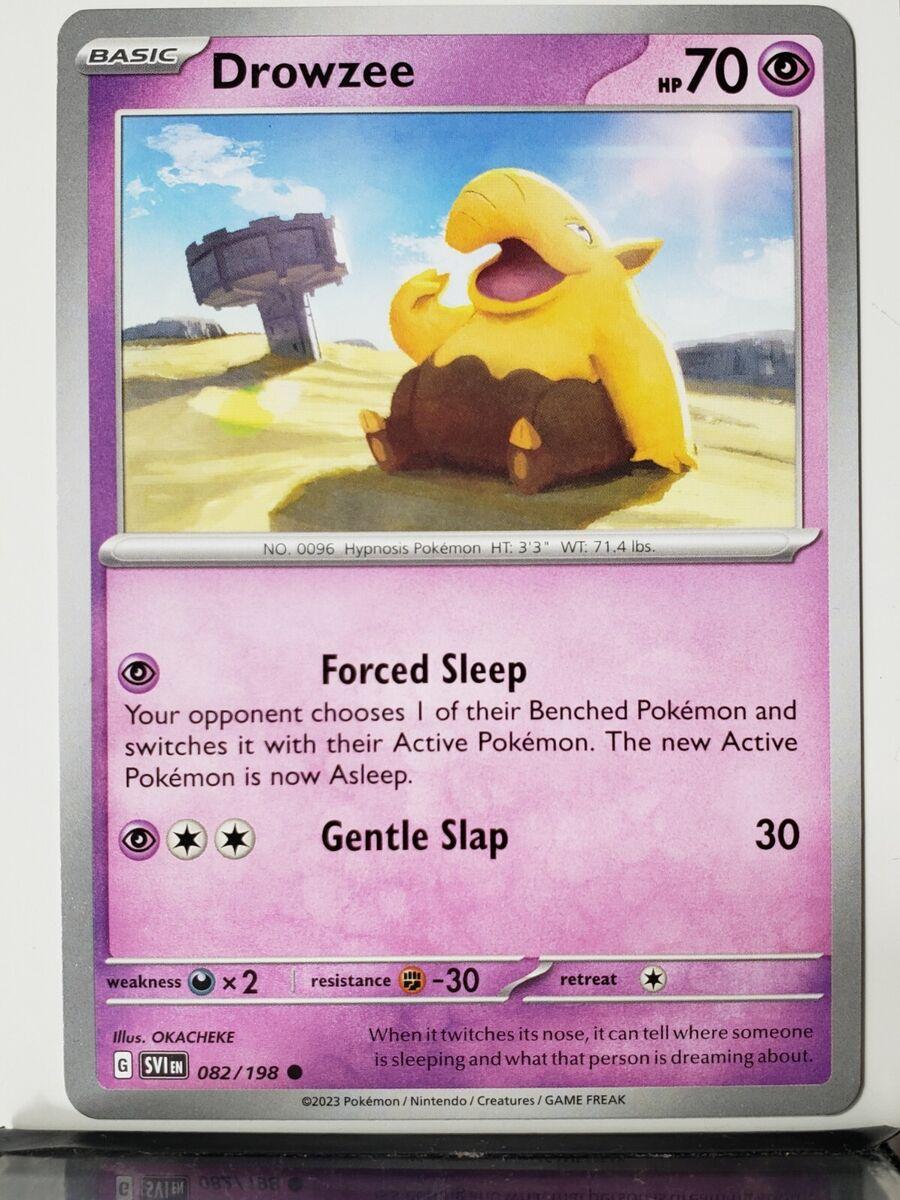 BASIC Drowzee HP 70
NO. 0096 Hypnosis Pokémon HT: 3'3" WT: 71.4 lbs.
Forced Sleep
Your opponent chooses 1 of their Benched Pokémon and
switches it with their Active Pokémon. The new Active
Pokémon is now Asleep.
Gentle Slap 30
weakness ×2 resistance -30 retreat
Illus. OKACHEKE
When it twitches its nose, it can tell where someone
is sleeping and what that person is dreaming about.
G SVI EN 082/198
©2023 Pokémon / Nintendo / Creatures / GAME FREAK